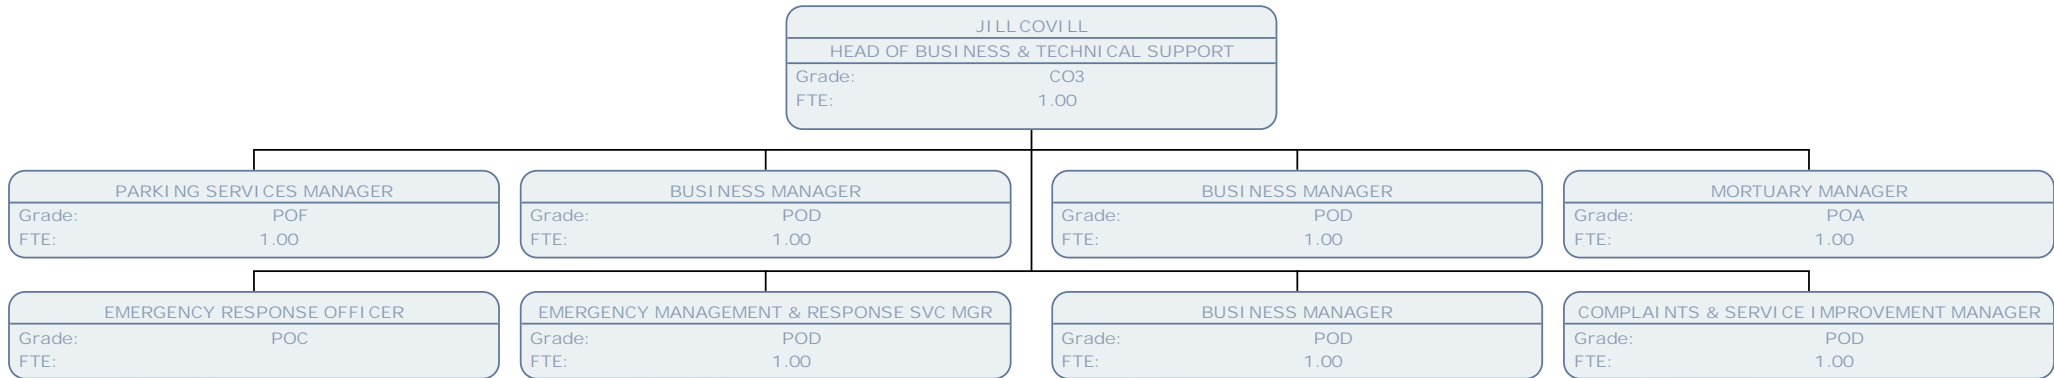 JILL COVILL
HEAD OF BUSINESS & TECHNICAL SUPPORT
Grade: CO3
FTE: 1.00
PARKING SERVICES MANAGER
Grade: POF
FTE: 1.00
BUSINESS MANAGER
Grade: POD
FTE: 1.00
BUSINESS MANAGER
Grade: POD
FTE: 1.00
MORTUARY MANAGER
Grade: POA
FTE: 1.00
EMERGENCY RESPONSE OFFICER
Grade: POC
FTE:
EMERGENCY MANAGEMENT & RESPONSE SVC MGR
Grade: POD
FTE: 1.00
BUSINESS MANAGER
Grade: POD
FTE: 1.00
COMPLAINTS & SERVICE IMPROVEMENT MANAGER
Grade: POD
FTE: 1.00